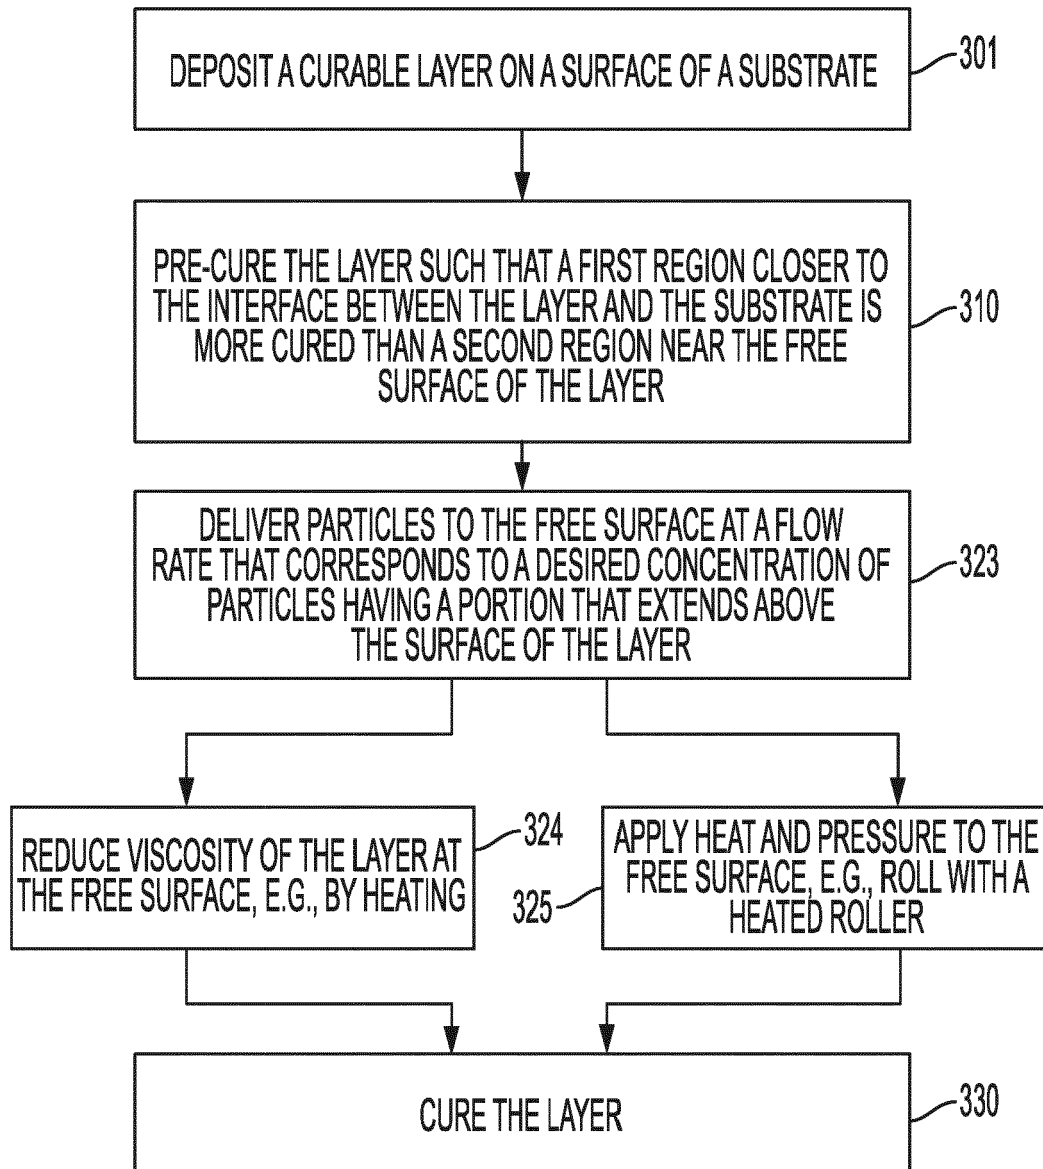 DEPOSIT A CURABLE LAYER ON A SURFACE OF A SUBSTRATE
301
PRE-CURE THE LAYER SUCH THAT A FIRST REGION CLOSER TO
THE INTERFACE BETWEEN THE LAYER AND THE SUBSTRATE IS
MORE CURED THAN A SECOND REGION NEAR THE FREE
SURFACE OF THE LAYER
310
DELIVER PARTICLES TO THE FREE SURFACE AT A FLOW
RATE THAT CORRESPONDS TO A DESIRED CONCENTRATION OF
PARTICLES HAVING A PORTION THAT EXTENDS ABOVE
THE SURFACE OF THE LAYER
323
REDUCE VISCOSITY OF THE LAYER AT
THE FREE SURFACE, E.G., BY HEATING
324
APPLY HEAT AND PRESSURE TO THE
FREE SURFACE, E.G., ROLL WITH A
HEATED ROLLER
325
CURE THE LAYER
330